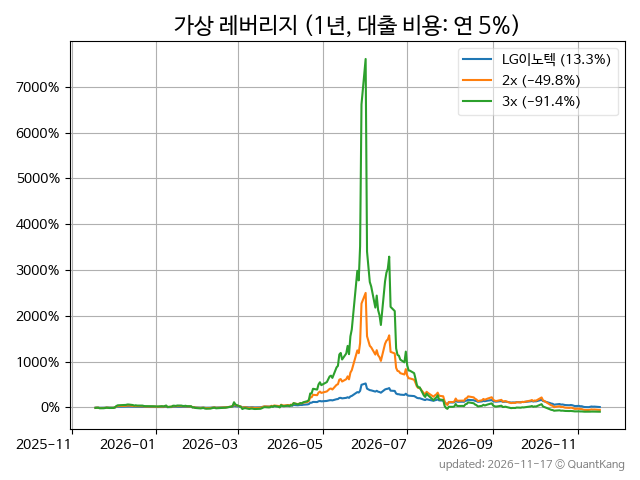 가상 레버리지 (1년, 대출 비용: 연 5%)
LG이노텍 (13.3%)
2x (-49.8%)
3x (-91.4%)
7000%
6000%
5000%
4000%
3000%
2000%
1000%
0%
2025-11 2026-01 2026-03 2026-05 2026-07 2026-09 2026-11
updated: 2026-11-17 © QuantKang